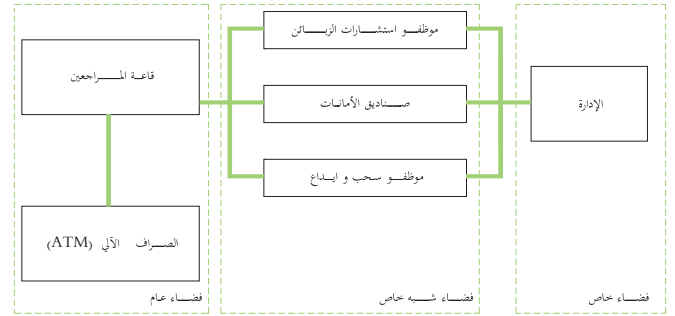 موظفو استشارات الزبائن
قاعة المراجعين
الإدارة
صناديق الأمانات
موظفو سحب و ايداع
الصراف الآلي (ATM)
فضاء خاص
فضاء شبه خاص
فضاء عام